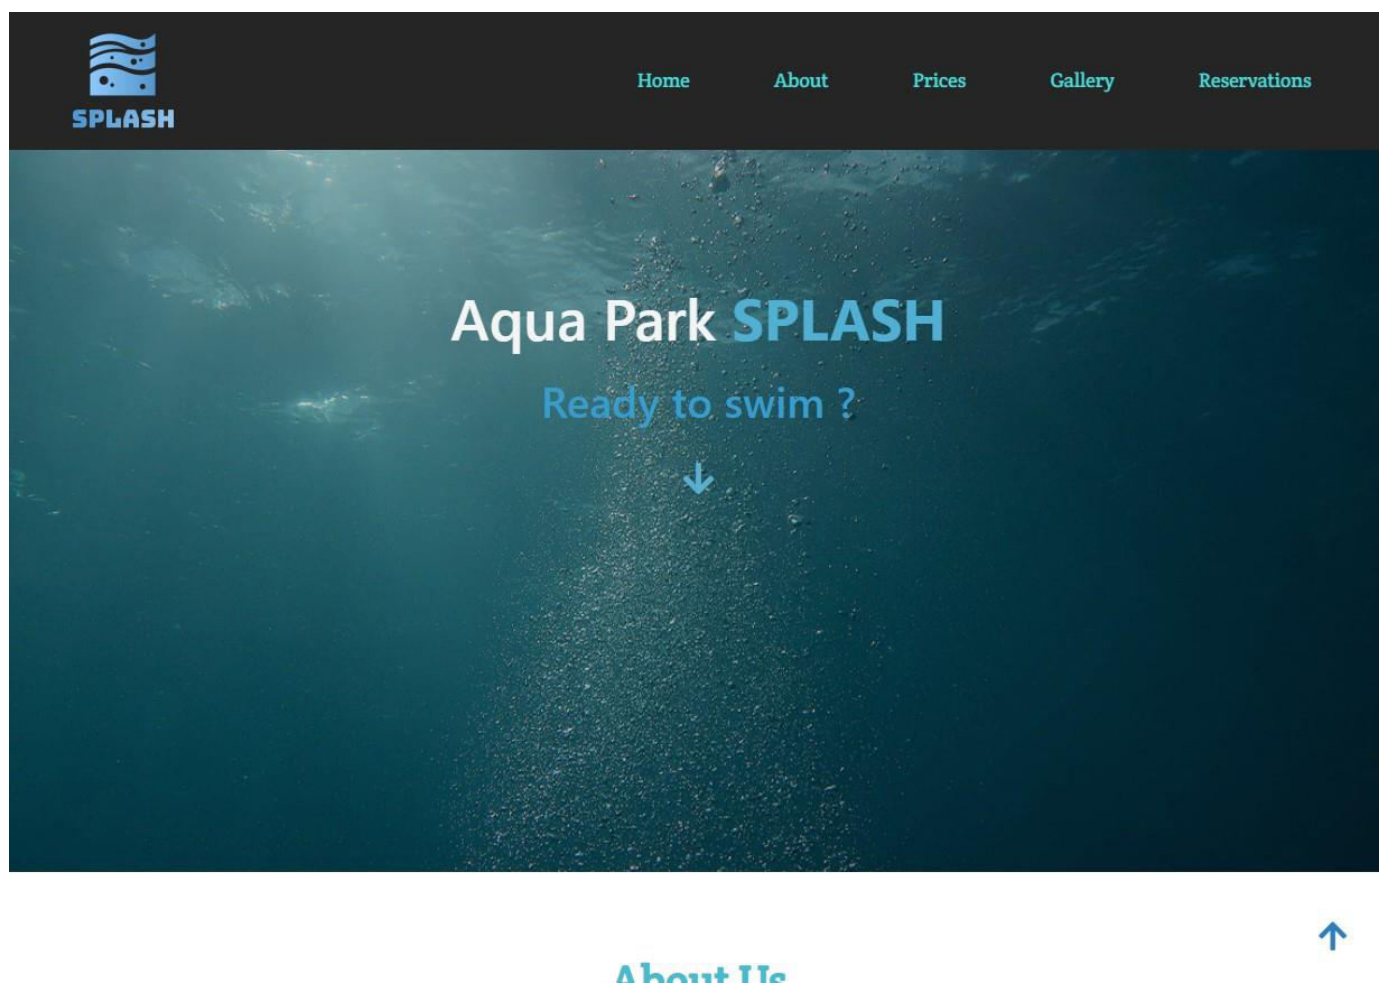 SPLASH
Home About Prices Gallery Reservations
Aqua Park SPLASH
Ready to swim ?
About Us